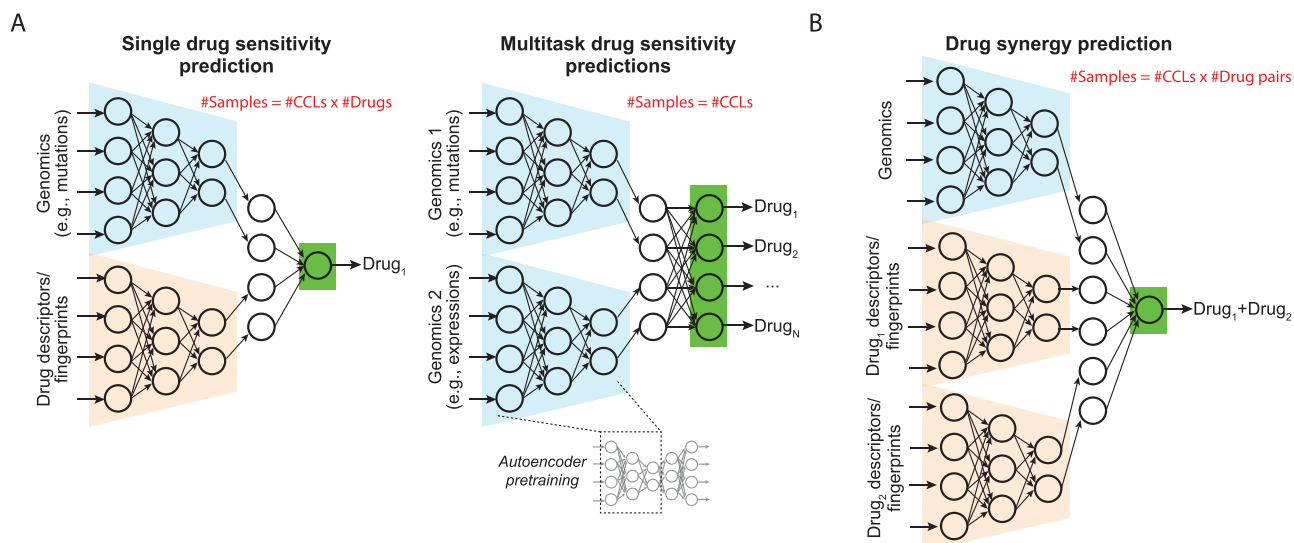 A
Single drug sensitivity
prediction
#Samples = #CCLs x #Drugs
Genomics
(e.g., mutations)
Drug descriptors/
fingerprints
Drug1
Multitask drug sensitivity
predictions
#Samples = #CCLs
Genomics 1
(e.g., mutations)
Genomics 2
(e.g., expressions)
Drug1
Drug2
...
DrugN
Autoencoder
pretraining
B
Drug synergy prediction
#Samples = #CCLs x #Drug pairs
Genomics
Drug1 descriptors/
fingerprints
Drug2 descriptors/
fingerprints
Drug1+Drug2